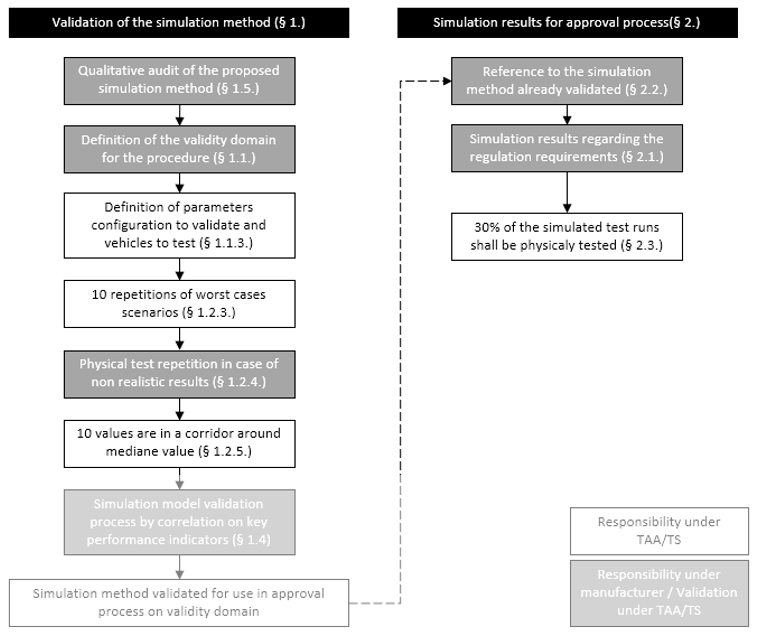 Validation of the simulation method (§ 1.)
Qualitative audit of the proposed
simulation method (§ 1.5.)
Definition of the validity domain
for the procedure (§ 1.1.)
Definition of parameters
configuration to validate and
vehicles to test (§ 1.1.3.)
10 repetitions of worst cases
scenarios (§ 1.2.3.)
Physical test repetition in case of
non realistic results (§ 1.2.4.)
10 values are in a corridor around
mediane value (§ 1.2.5.)
Simulation model validation
process by correlation on key
performance indicators (§ 1.4)
Simulation method validated for use in approval
process on validity domain
Simulation results for approval process(§ 2.)
Reference to the simulation
method already validated (§ 2.2.)
Simulation results regarding the
regulation requirements (§ 2.1.)
30% of the simulated test runs
shall be physicaly tested (§ 2.3.)
Responsibility under
TAA/TS
Responsibility under
manufacturer / Validation
under TAA/TS